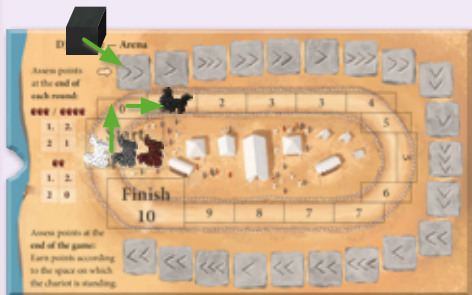 Arena
Assess points
at the end of
each round:
/
1. 2.
2 1
1. 2.
2 0
Assess points at the
end of the game:
Earn points according
to the space on which
the chariot is standing.
0 2 3 3 4
5
5
6
Finish
10 9 8 7 7